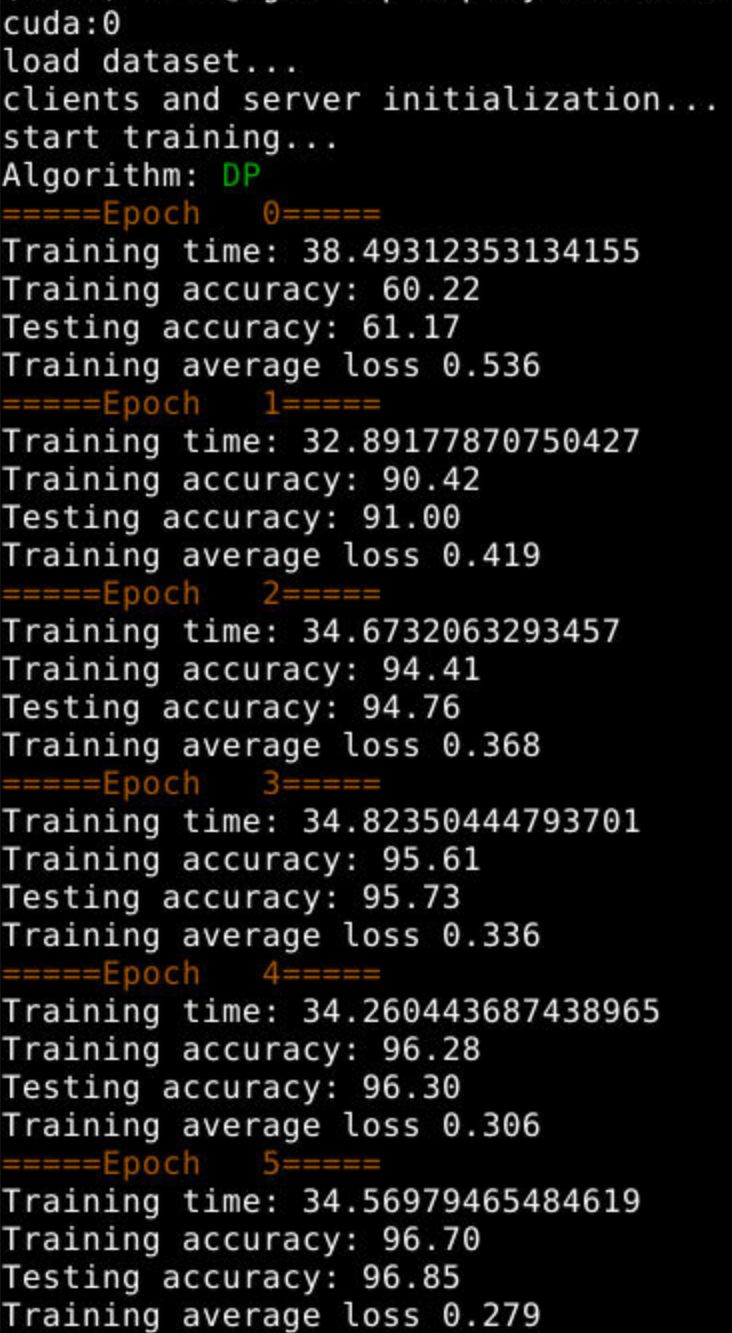 cuda:0
load dataset...
clients and server initialization...
start training...
Algorithm: DP
=====Epoch   0=====
Training time: 38.49312353134155
Training accuracy: 60.22
Testing accuracy: 61.17
Training average loss 0.536
=====Epoch   1=====
Training time: 32.89177870750427
Training accuracy: 90.42
Testing accuracy: 91.00
Training average loss 0.419
=====Epoch   2=====
Training time: 34.6732063293457
Training accuracy: 94.41
Testing accuracy: 94.76
Training average loss 0.368
=====Epoch   3=====
Training time: 34.82350444793701
Training accuracy: 95.61
Testing accuracy: 95.73
Training average loss 0.336
=====Epoch   4=====
Training time: 34.260443687438965
Training accuracy: 96.28
Testing accuracy: 96.30
Training average loss 0.306
=====Epoch   5=====
Training time: 34.56979465484619
Training accuracy: 96.70
Testing accuracy: 96.85
Training average loss 0.279